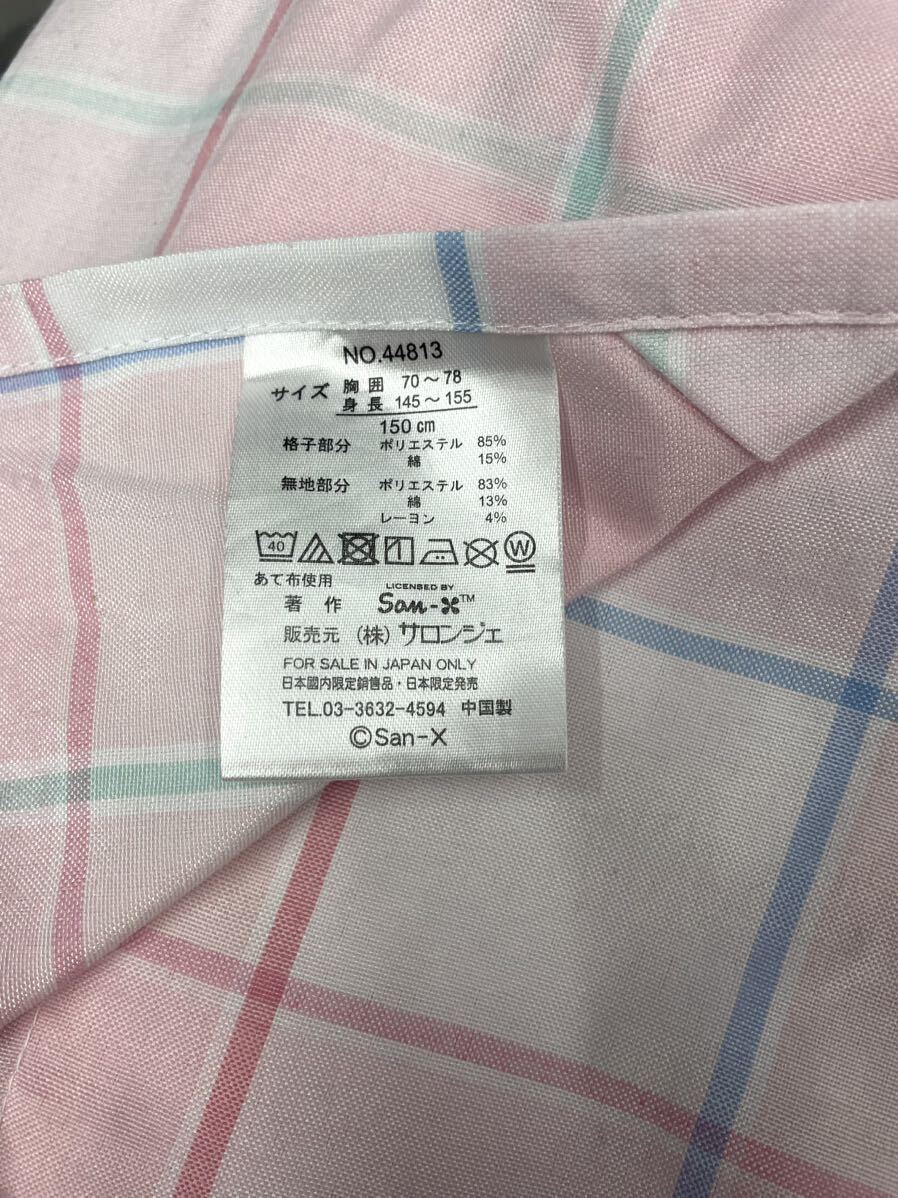 NO.44813
サイズ 胸囲 70～78
身長 145～155
150㎝
格子部分 ポリエステル 85%
綿 15%
無地部分 ポリエステル 83%
綿 13%
レーヨン 4%
40 W
あて布使用
LICENSED BY
著作 San-X™
販売元 (株) サロンジェ
FOR SALE IN JAPAN ONLY
日本國内限定銷售品・日本限定発売
TEL.03-3632-4594 中国製
©San-X